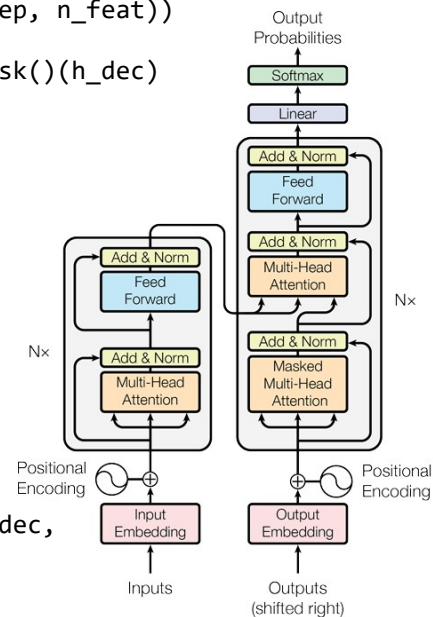 ep, n_feat))
sk()(h_dec)
dec,
Output
Probabilities
Softmax
Linear
Add & Norm
Feed
Forward
Add & Norm
Multi-Head
Attention
Add & Norm
Masked
Multi-Head
Attention
N×
Positional
Encoding
Output
Embedding
Outputs
(shifted right)
Add & Norm
Feed
Forward
Add & Norm
Multi-Head
Attention
N×
Positional
Encoding
Input
Embedding
Inputs